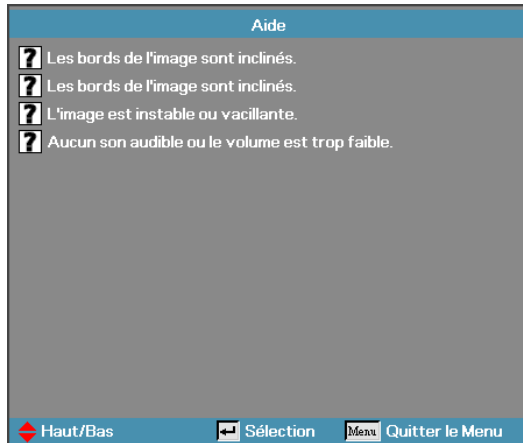 Aide
? Les bords de l'image sont inclinés.
? Les bords de l'image sont inclinés.
? L'image est instable ou vacillante.
? Aucun son audible ou le volume est trop faible.
Haut/Bas Sélection Menu Quitter le Menu